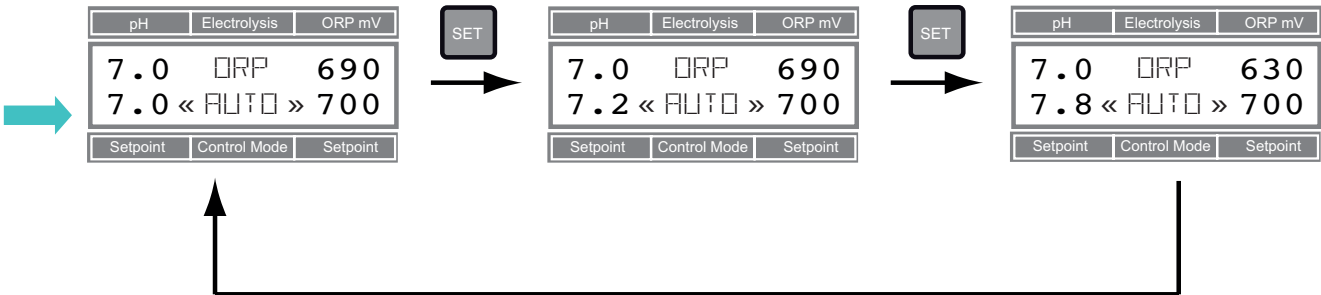 pH Electrolysis ORP mV
7.0 ORP 690
7.0 « AUTO » 700
Setpoint Control Mode Setpoint
SET
pH Electrolysis ORP mV
7.0 ORP 690
7.2 « AUTO » 700
Setpoint Control Mode Setpoint
SET
pH Electrolysis ORP mV
7.0 ORP 630
7.8 « AUTO » 700
Setpoint Control Mode Setpoint